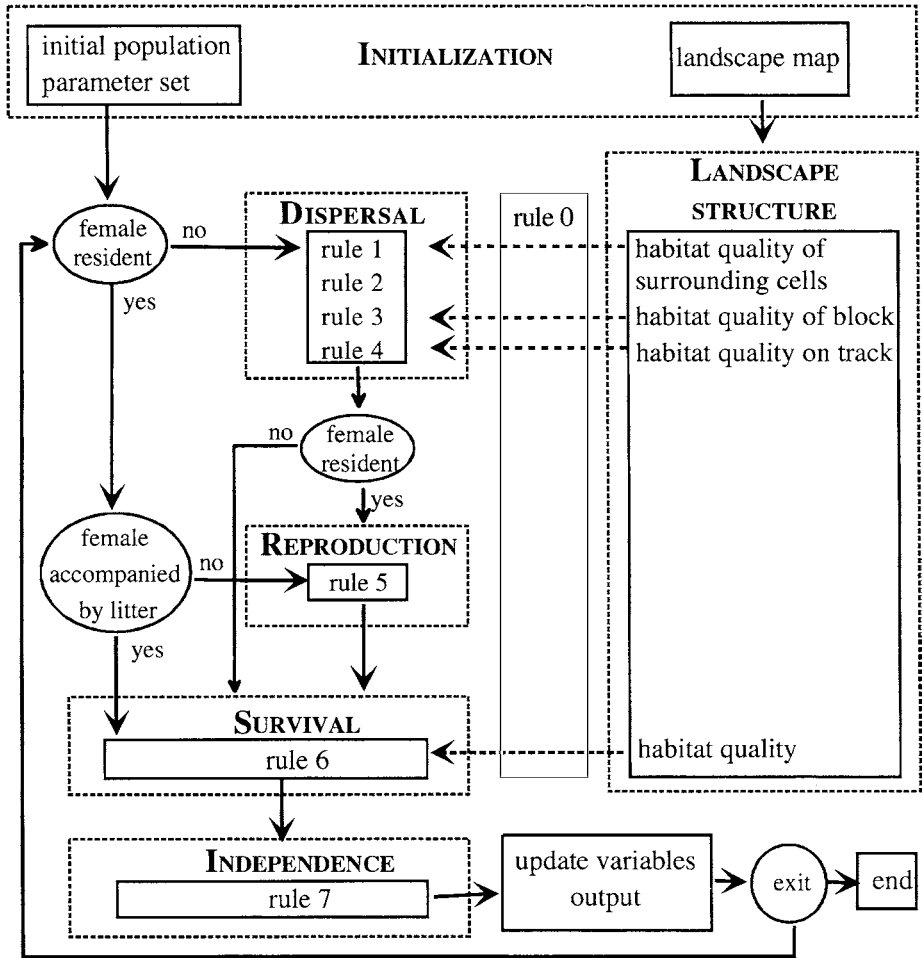 initial population
parameter set
INITIALIZATION
landscape map
LANDSCAPE
STRUCTURE
DISPERSAL
rule 0
female
resident
no
rule 1
rule 2
rule 3
rule 4
habitat quality of
surrounding cells
habitat quality of block
habitat quality on track
yes
no
female
resident
yes
female
accompanied
by litter
no
REPRODUCTION
rule 5
yes
SURVIVAL
rule 6
habitat quality
INDEPENDENCE
rule 7
update variables
output
exit
end